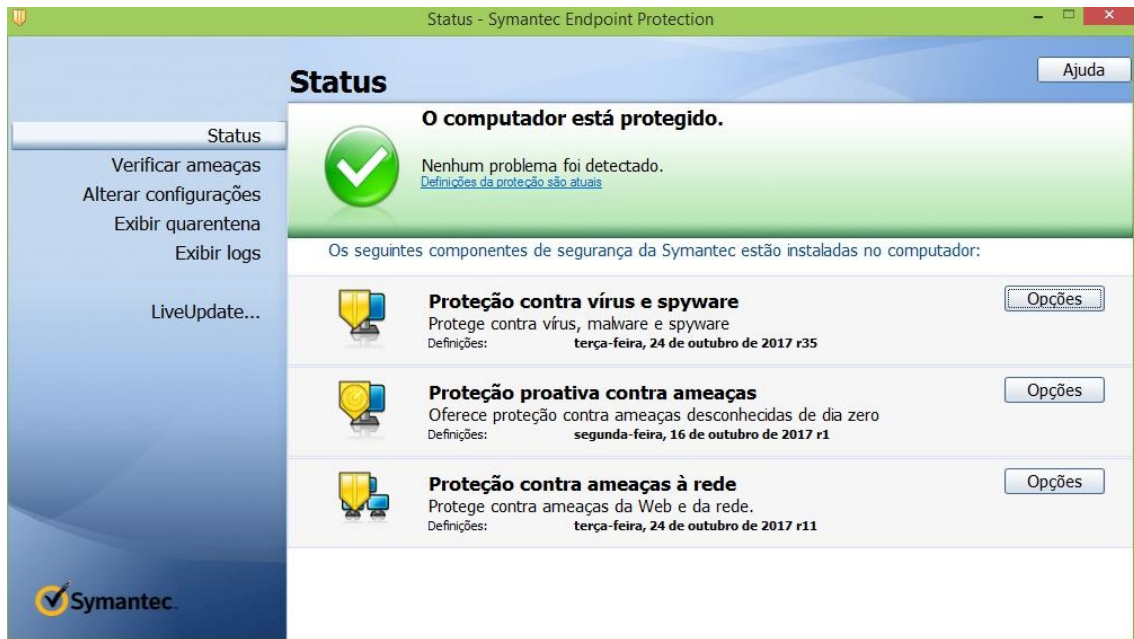 Status - Symantec Endpoint Protection
Status
Ajuda
Status
Verificar ameaças
Alterar configurações
Exibir quarentena
Exibir logs
LiveUpdate...
O computador está protegido.
Nenhum problema foi detectado.
Definições da proteção são atuais
Os seguintes componentes de segurança da Symantec estão instaladas no computador:
Proteção contra vírus e spyware
Opções
Protege contra vírus, malware e spyware
Definições: terça-feira, 24 de outubro de 2017 r35
Proteção proativa contra ameaças
Opções
Oferece proteção contra ameaças desconhecidas de dia zero
Definições: segunda-feira, 16 de outubro de 2017 r1
Proteção contra ameaças à rede
Opções
Protege contra ameaças da Web e da rede.
Definições: terça-feira, 24 de outubro de 2017 r11
Symantec.